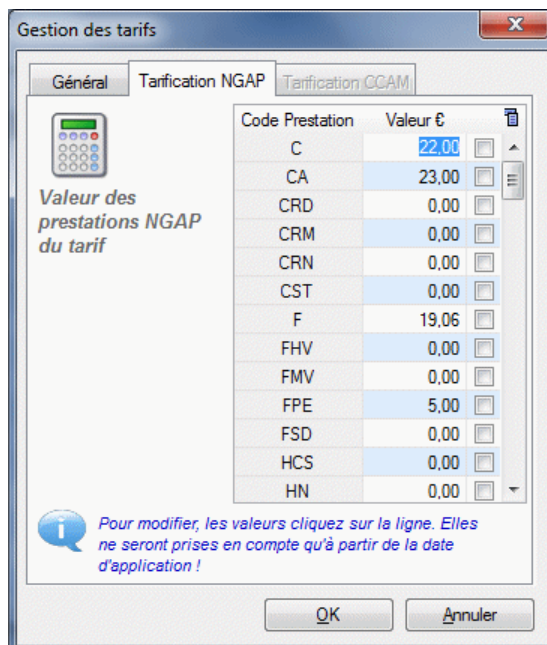 Gestion des tarifs
Général Tarification NGAP Tarification CCAM
Valeur des
prestations NGAP
du tarif
Code Prestation Valeur €
C 22,00
CA 23,00
CRD 0,00
CRM 0,00
CRN 0,00
CST 0,00
F 19,06
FHV 0,00
FMV 0,00
FPE 5,00
FSD 0,00
HCS 0,00
HN 0,00
Pour modifier, les valeurs cliquez sur la ligne. Elles
ne seront prises en compte qu'à partir de la date
d'application !
OK Annuler